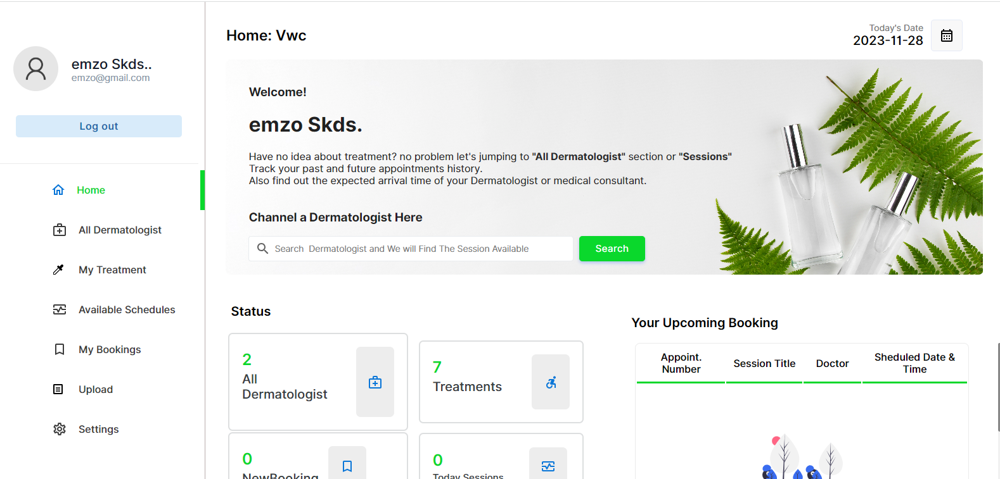 emzo Skds..
emzo@gmail.com
Log out
Home
All Dermatologist
My Treatment
Available Schedules
My Bookings
Upload
Settings
Home: Vwc
Today's Date
2023-11-28
Welcome!
emzo Skds.
Have no idea about treatment? no problem let's jumping to "All Dermatologist" section or "Sessions"
Track your past and future appointments history.
Also find out the expected arrival time of your Dermatologist or medical consultant.
Channel a Dermatologist Here
Search Dermatologist and We will Find The Session Available
Search
Status
2
All
Dermatologist
7
Treatments
0
NewBooking
0
Today Sessions
Your Upcoming Booking
Appoint.
Number
Session Title
Doctor
Sheduled Date &
Time